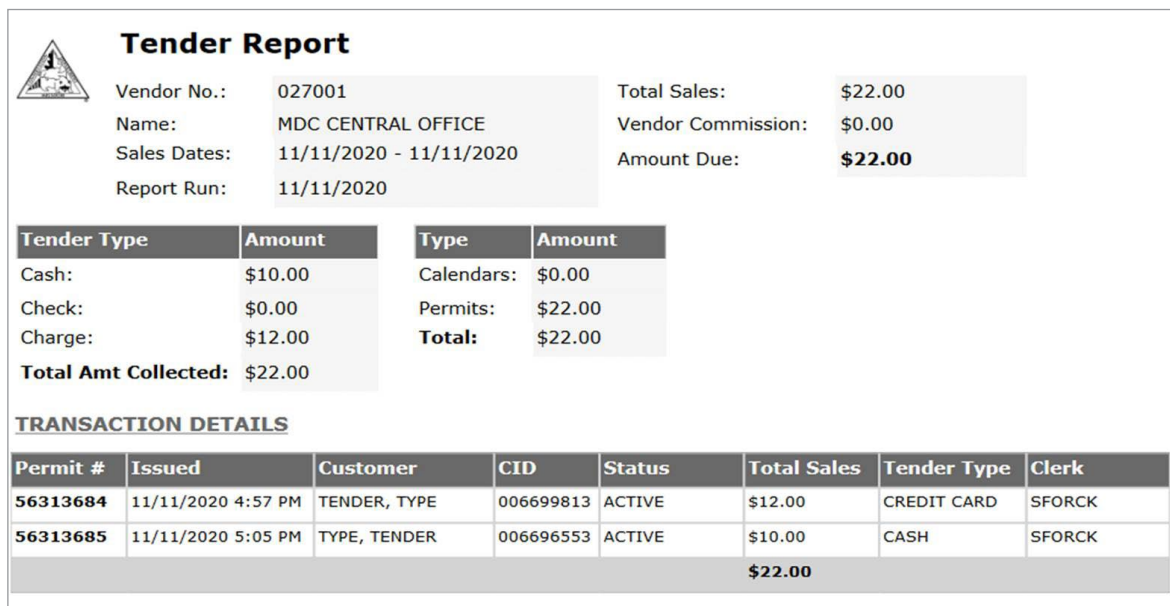 Tender Report
Vendor No.: 027001 Total Sales: $22.00
Name: MDC CENTRAL OFFICE Vendor Commission: $0.00
Sales Dates: 11/11/2020 - 11/11/2020 Amount Due: $22.00
Report Run: 11/11/2020
Tender Type Amount Type Amount
Cash: $10.00 Calendars: $0.00
Check: $0.00 Permits: $22.00
Charge: $12.00 Total: $22.00
Total Amt Collected: $22.00
TRANSACTION DETAILS
Permit # Issued Customer CID Status Total Sales Tender Type Clerk
56313684 11/11/2020 4:57 PM TENDER, TYPE 006699813 ACTIVE $12.00 CREDIT CARD SFORCK
56313685 11/11/2020 5:05 PM TYPE, TENDER 006696553 ACTIVE $10.00 CASH SFORCK
$22.00